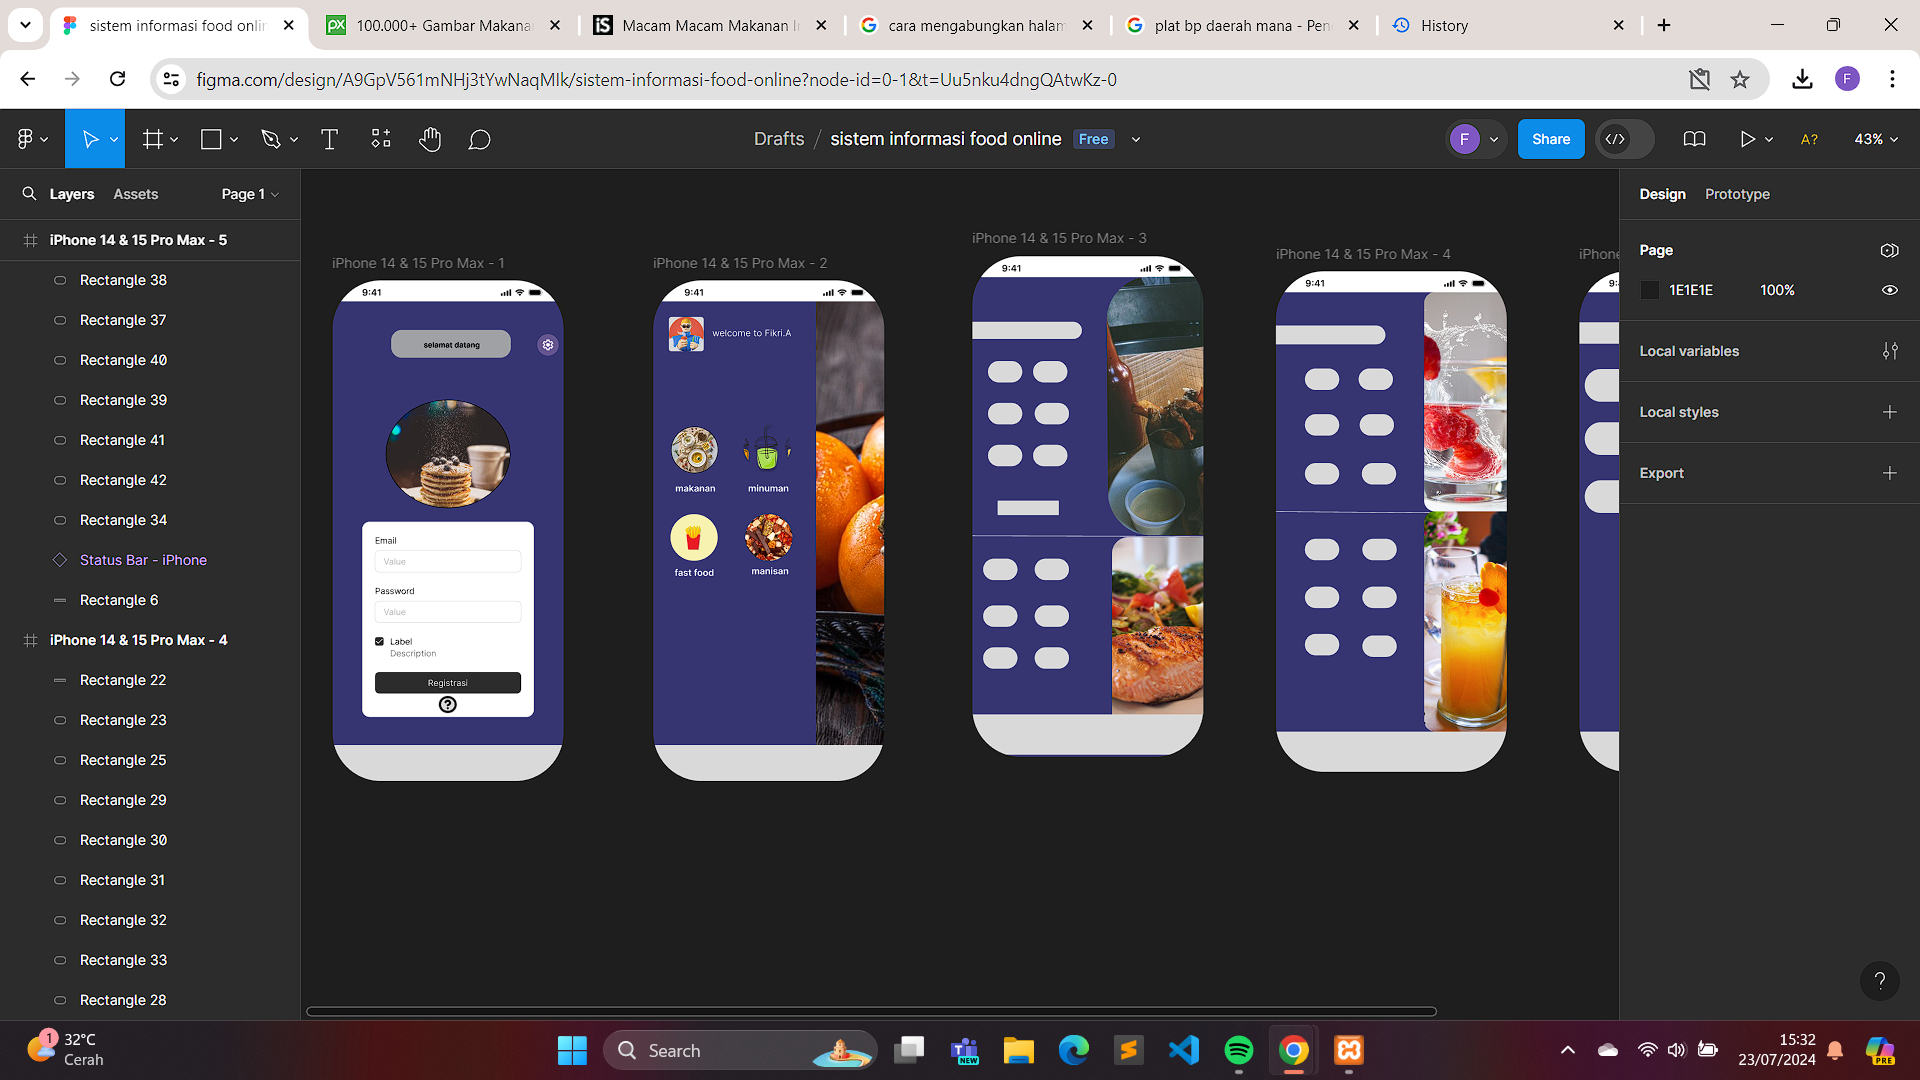 sistem informasi food onlin
100.000+ Gambar Makana
Macam Macam Makanan I
cara mengabungkan halam
plat bp daerah mana - Pen
History
figma.com/design/A9GpV561mNHj3tYwNaqMIk/sistem-informasi-food-online?node-id=0-1&t=Uu5nku4dngQAtwKz-0
F
Drafts / sistem informasi food online Free
F
Share
A?
43%
Layers
Assets
Page 1
Design
Prototype
iPhone 14 & 15 Pro Max - 5
Rectangle 38
Rectangle 37
Rectangle 40
Rectangle 39
Rectangle 41
Rectangle 42
Rectangle 34
Status Bar - iPhone
Rectangle 6
iPhone 14 & 15 Pro Max - 4
Rectangle 22
Rectangle 23
Rectangle 25
Rectangle 29
Rectangle 30
Rectangle 31
Rectangle 32
Rectangle 33
Rectangle 28
iPhone 14 & 15 Pro Max - 1
9:41
selamat datang
Email
Value
Password
Value
Label
Description
Registrasi
?
iPhone 14 & 15 Pro Max - 2
9:41
welcome to Fikri.A
makanan
minuman
fast food
manisan
iPhone 14 & 15 Pro Max - 3
9:41
iPhone 14 & 15 Pro Max - 4
9:41
iPhone
9:
Page
1E1E1E
100%
Local variables
Local styles
Export
?
1
32°C
Cerah
Search
NEW
15:32
23/07/2024
PRE